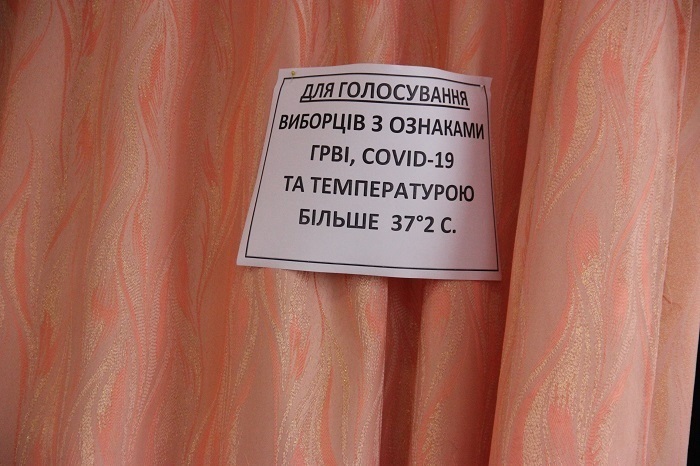 ДЛЯ ГОЛОСУВАННЯ
ВИБОРЦІВ З ОЗНАКАМИ
ГРВІ, COVID-19
ТА ТЕМПЕРАТУРОЮ
БІЛЬШЕ 37°2 С.